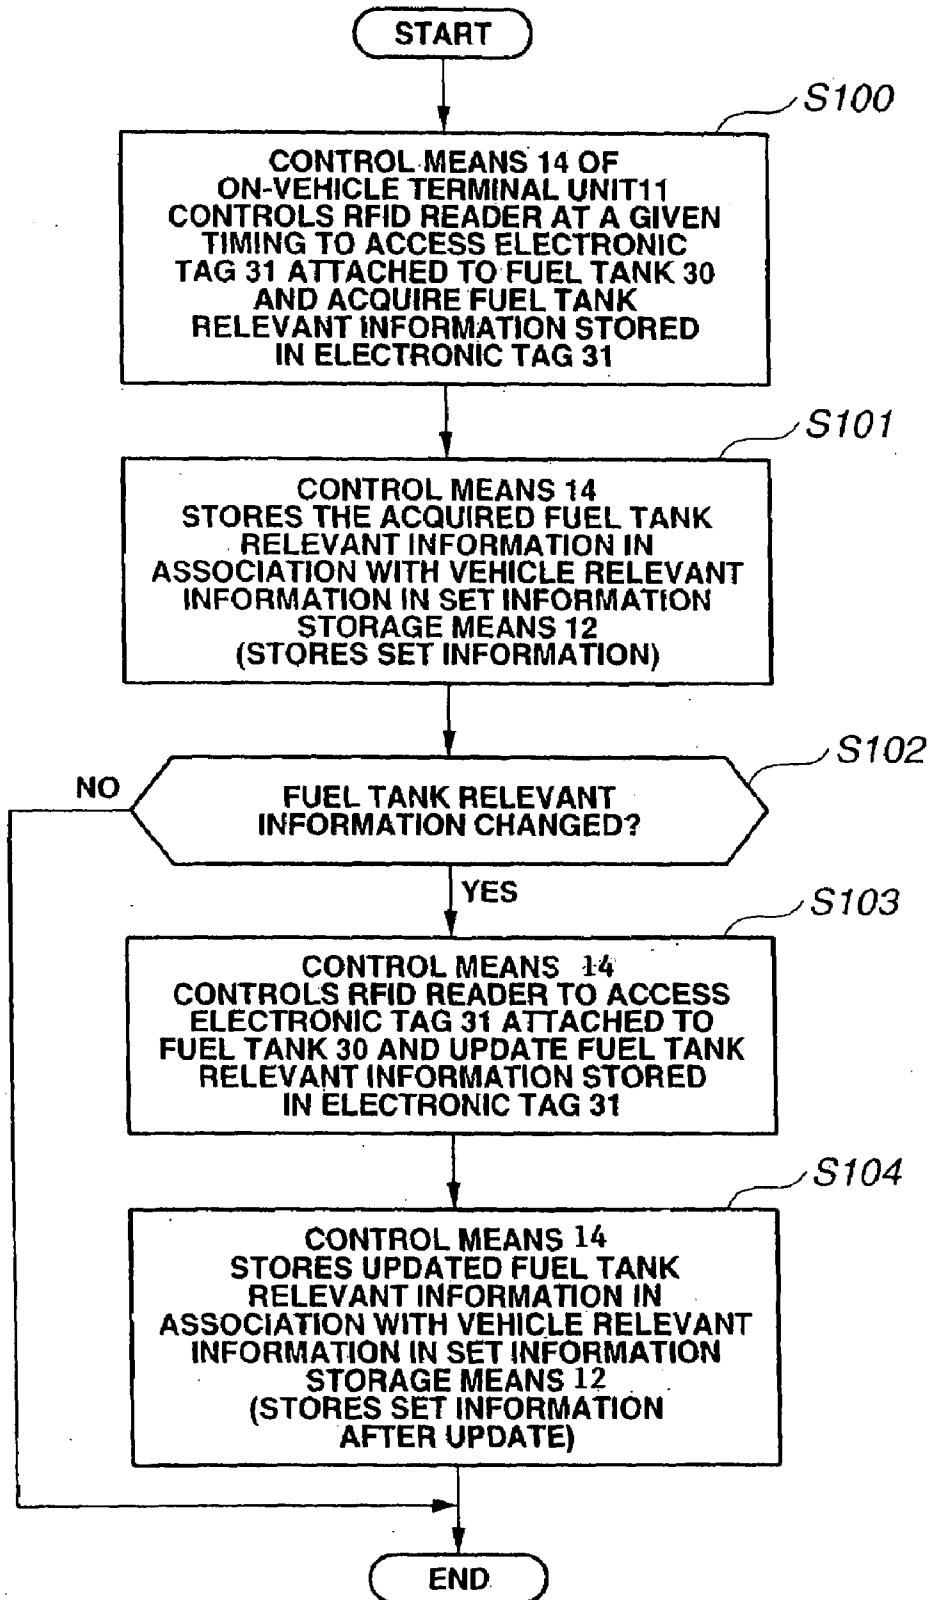 START
S100
CONTROL MEANS 14 OF
ON-VEHICLE TERMINAL UNIT11
CONTROLS RFID READER AT A GIVEN
TIMING TO ACCESS ELECTRONIC
TAG 31 ATTACHED TO FUEL TANK 30
AND ACQUIRE FUEL TANK
RELEVANT INFORMATION STORED
IN ELECTRONIC TAG 31
S101
CONTROL MEANS 14
STORES THE ACQUIRED FUEL TANK
RELEVANT INFORMATION IN
ASSOCIATION WITH VEHICLE RELEVANT
INFORMATION IN SET INFORMATION
STORAGE MEANS 12
(STORES SET INFORMATION)
S102
NO
FUEL TANK RELEVANT
INFORMATION CHANGED?
YES
S103
CONTROL MEANS 14
CONTROLS RFID READER TO ACCESS
ELECTRONIC TAG 31 ATTACHED TO
FUEL TANK 30 AND UPDATE FUEL TANK
RELEVANT INFORMATION STORED
IN ELECTRONIC TAG 31
S104
CONTROL MEANS 14
STORES UPDATED FUEL TANK
RELEVANT INFORMATION IN
ASSOCIATION WITH VEHICLE RELEVANT
INFORMATION IN SET INFORMATION
STORAGE MEANS 12
(STORES SET INFORMATION
AFTER UPDATE)
END